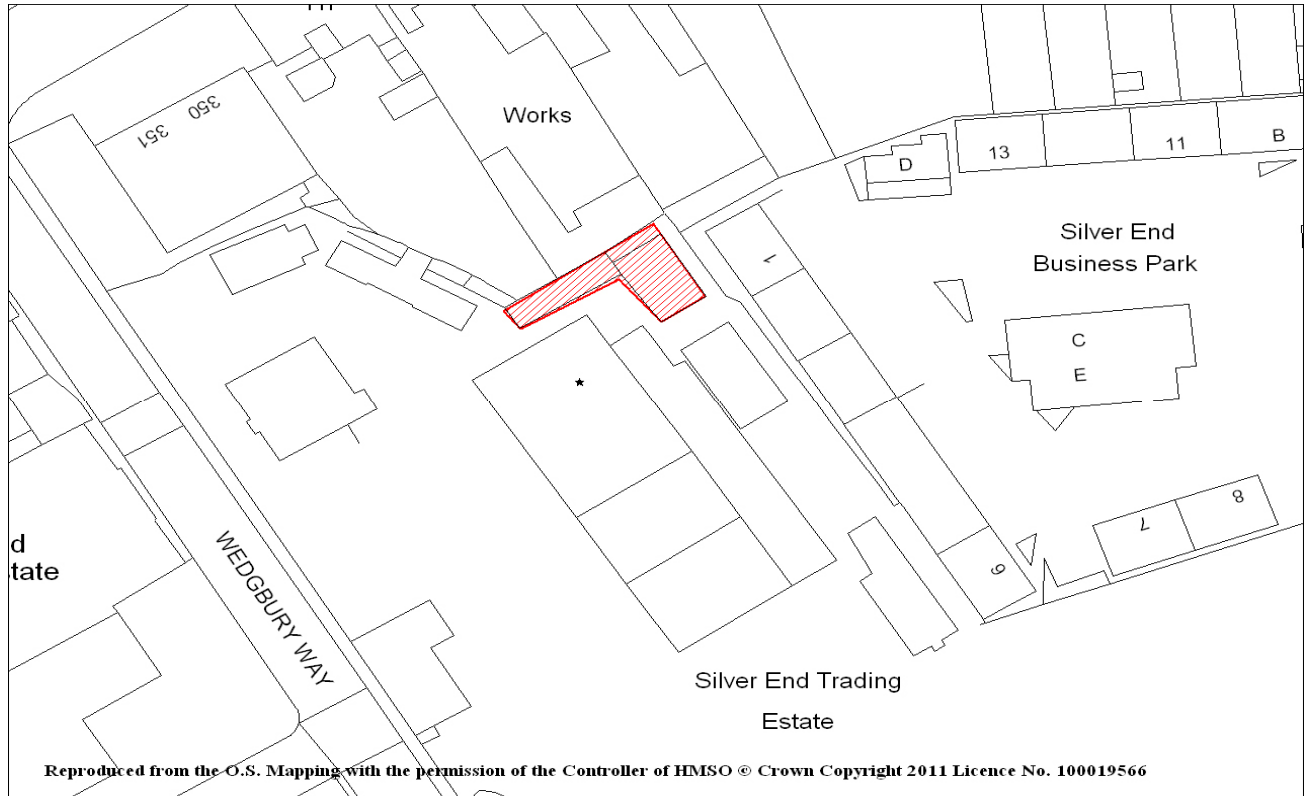 350
351
Works
D
13
11
B
Silver End
Business Park
1
C
E
7
8
6
d
tate
WEDGBURY WAY
Silver End Trading
Estate
Reproduced from the O.S. Mapping with the permission of the Controller of HMSO © Crown Copyright 2011 Licence No. 100019566